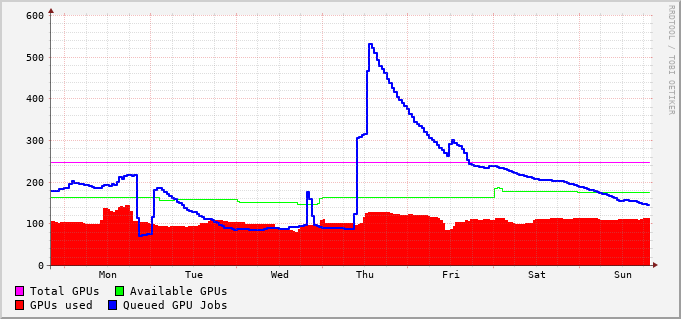 600
500
400
300
200
100
0
Mon Tue Wed Thu Fri Sat Sun
Total GPUs Available GPUs
GPUs used Queued GPU Jobs
RRDTOOL / TOBI OETIKER